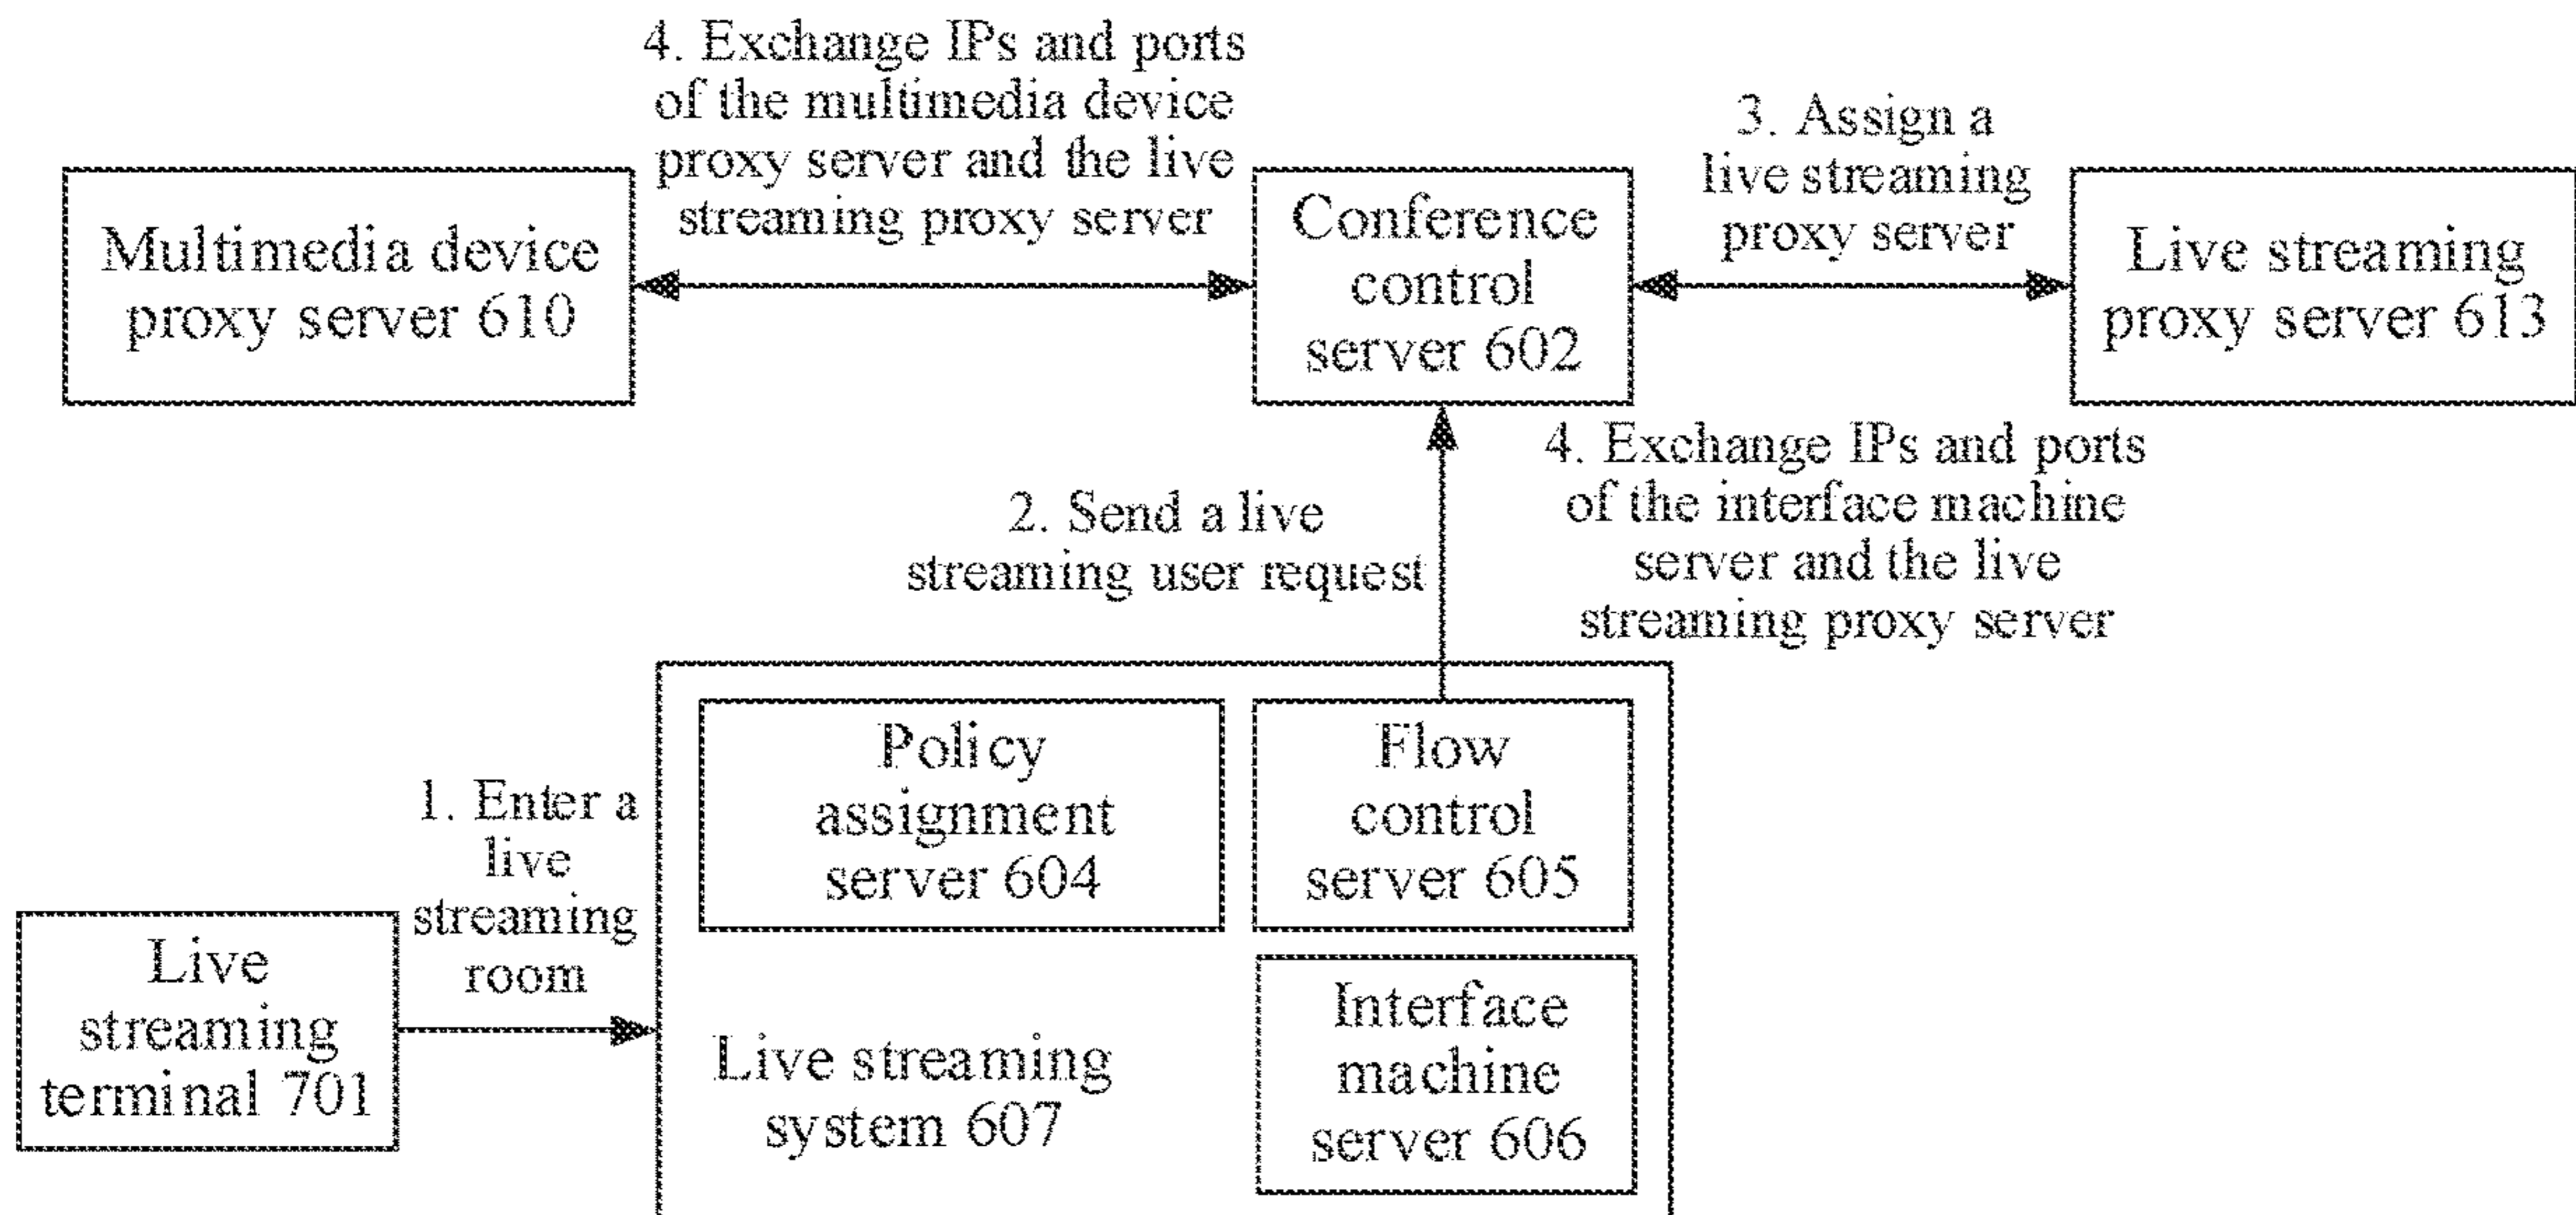 4. Exchange IPs and ports
of the multimedia device
proxy server and the live
streaming proxy server
3. Assign a
live streaming
proxy server
Multimedia device
proxy server 610
Conference
control
server 602
Live streaming
proxy server 613
2. Send a live
streaming user request
4. Exchange IPs and ports
of the interface machine
server and the live
streaming proxy server
1. Enter a
live
streaming
room
Policy
assignment
server 604
Flow
control
server 605
Live
streaming
terminal 701
Live streaming
system 607
Interface
machine
server 606